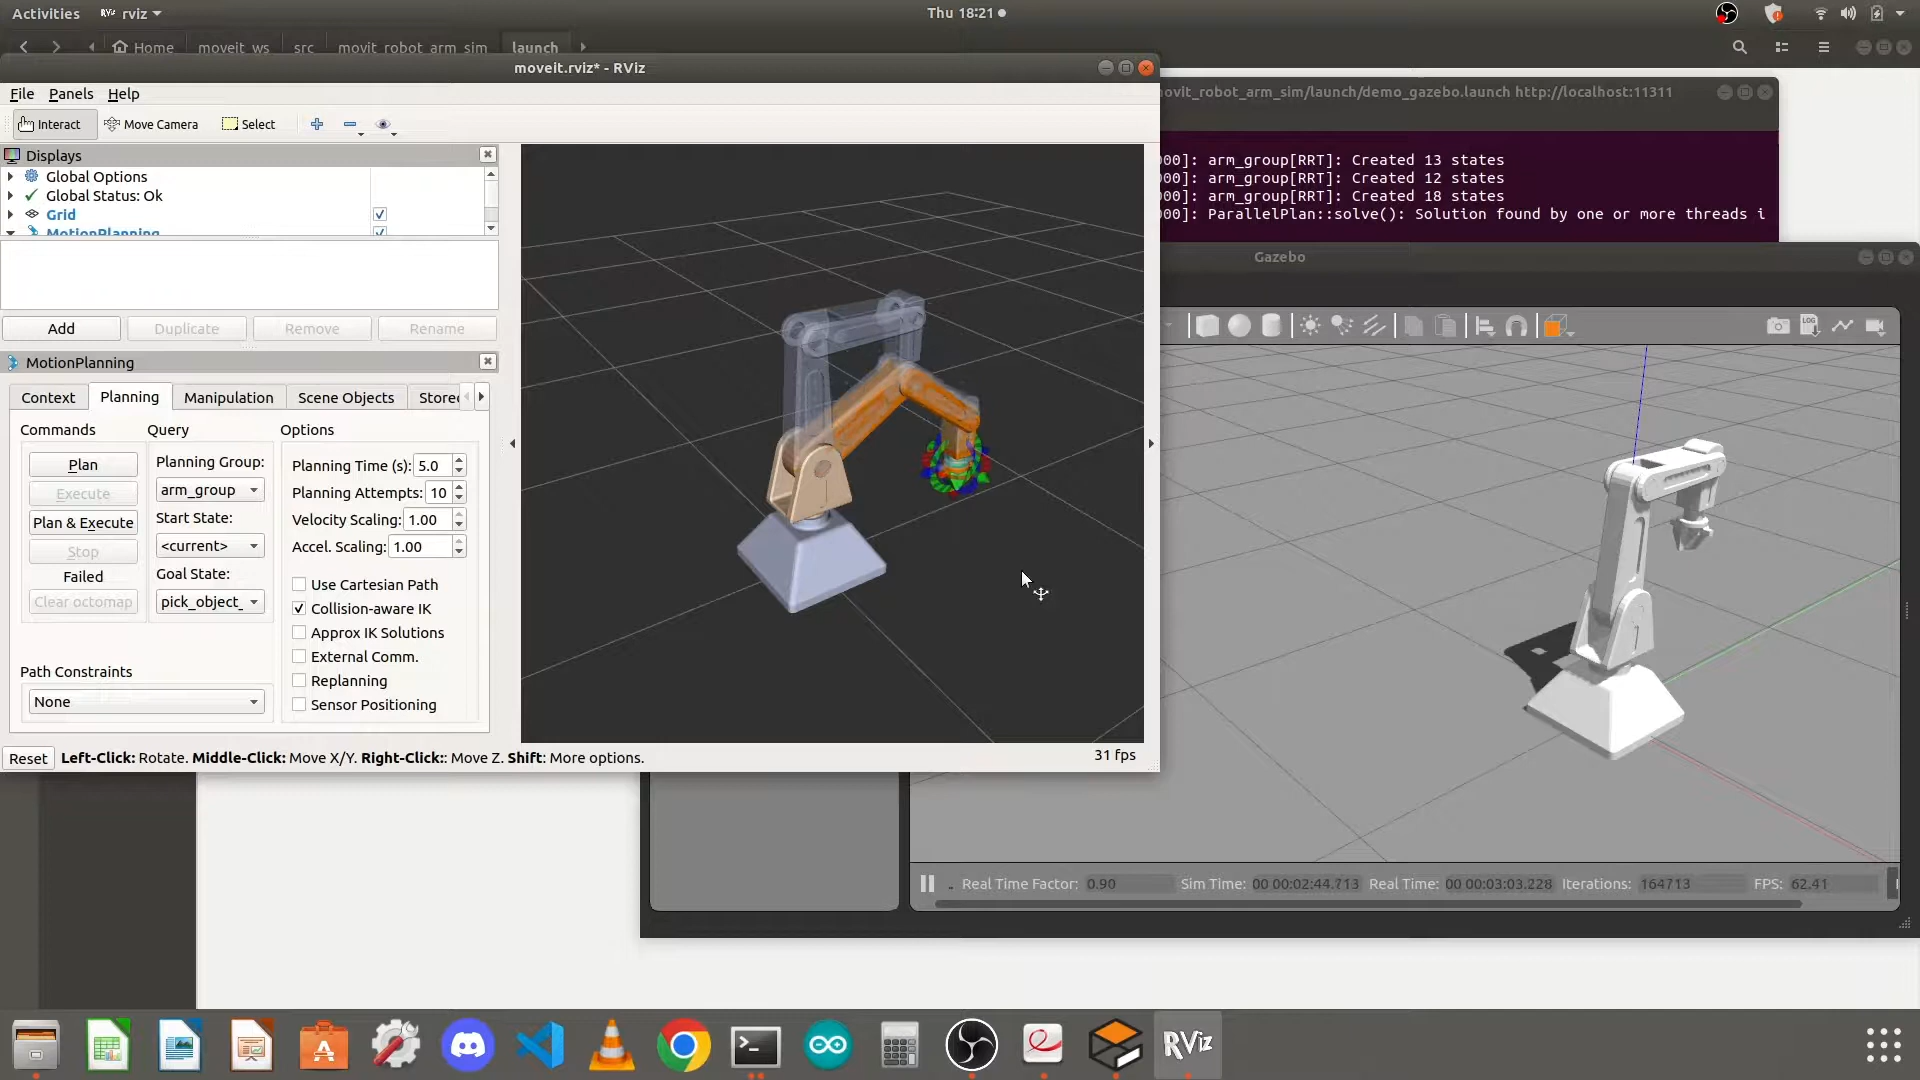 Activities
rviz
Thu 18:21
Home
moveit_ws
src
movit_robot_arm_sim
launch
moveit.rviz* - RViz
File Panels Help
Interact
Move Camera
Select
Displays
Global Options
Global Status: Ok
Grid
MotionPlanning
Add
Duplicate
Remove
Rename
MotionPlanning
Context
Planning
Manipulation
Scene Objects
Store
Commands
Query
Options
Plan
Execute
Plan & Execute
Stop
Failed
Clear octomap
Planning Group:
arm_group
Start State:
<current>
Goal State:
pick_object_
Planning Time (s): 5.0
Planning Attempts: 10
Velocity Scaling: 1.00
Accel. Scaling: 1.00
Use Cartesian Path
Collision-aware IK
Approx IK Solutions
External Comm.
Replanning
Sensor Positioning
Path Constraints
None
Reset
Left-Click: Rotate. Middle-Click: Move X/Y. Right-Click:: Move Z. Shift: More options.
31 fps
movit_robot_arm_sim/launch/demo_gazebo.launch http://localhost:11311
000]: arm_group[RRT]: Created 13 states
000]: arm_group[RRT]: Created 12 states
000]: arm_group[RRT]: Created 18 states
000]: ParallelPlan::solve(): Solution found by one or more threads i
Gazebo
LOG
Real Time Factor: 0.90
Sim Time: 00 00:02:44.713
Real Time: 00 00:03:03.228
Iterations: 164713
FPS: 62.41
RViz